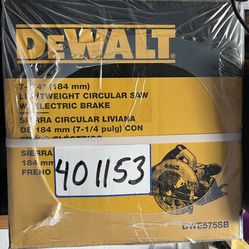 DEWALT
7-1/4" (184 mm)
LIGHTWEIGHT CIRCULAR SAW
W/ELECTRIC BRAKE
SIERRA CIRCULAR LIVIANA
DE 184 mm (7-1/4 pulg) CON
SIERRA
184 mm
FRENO
401153
DWE575SB